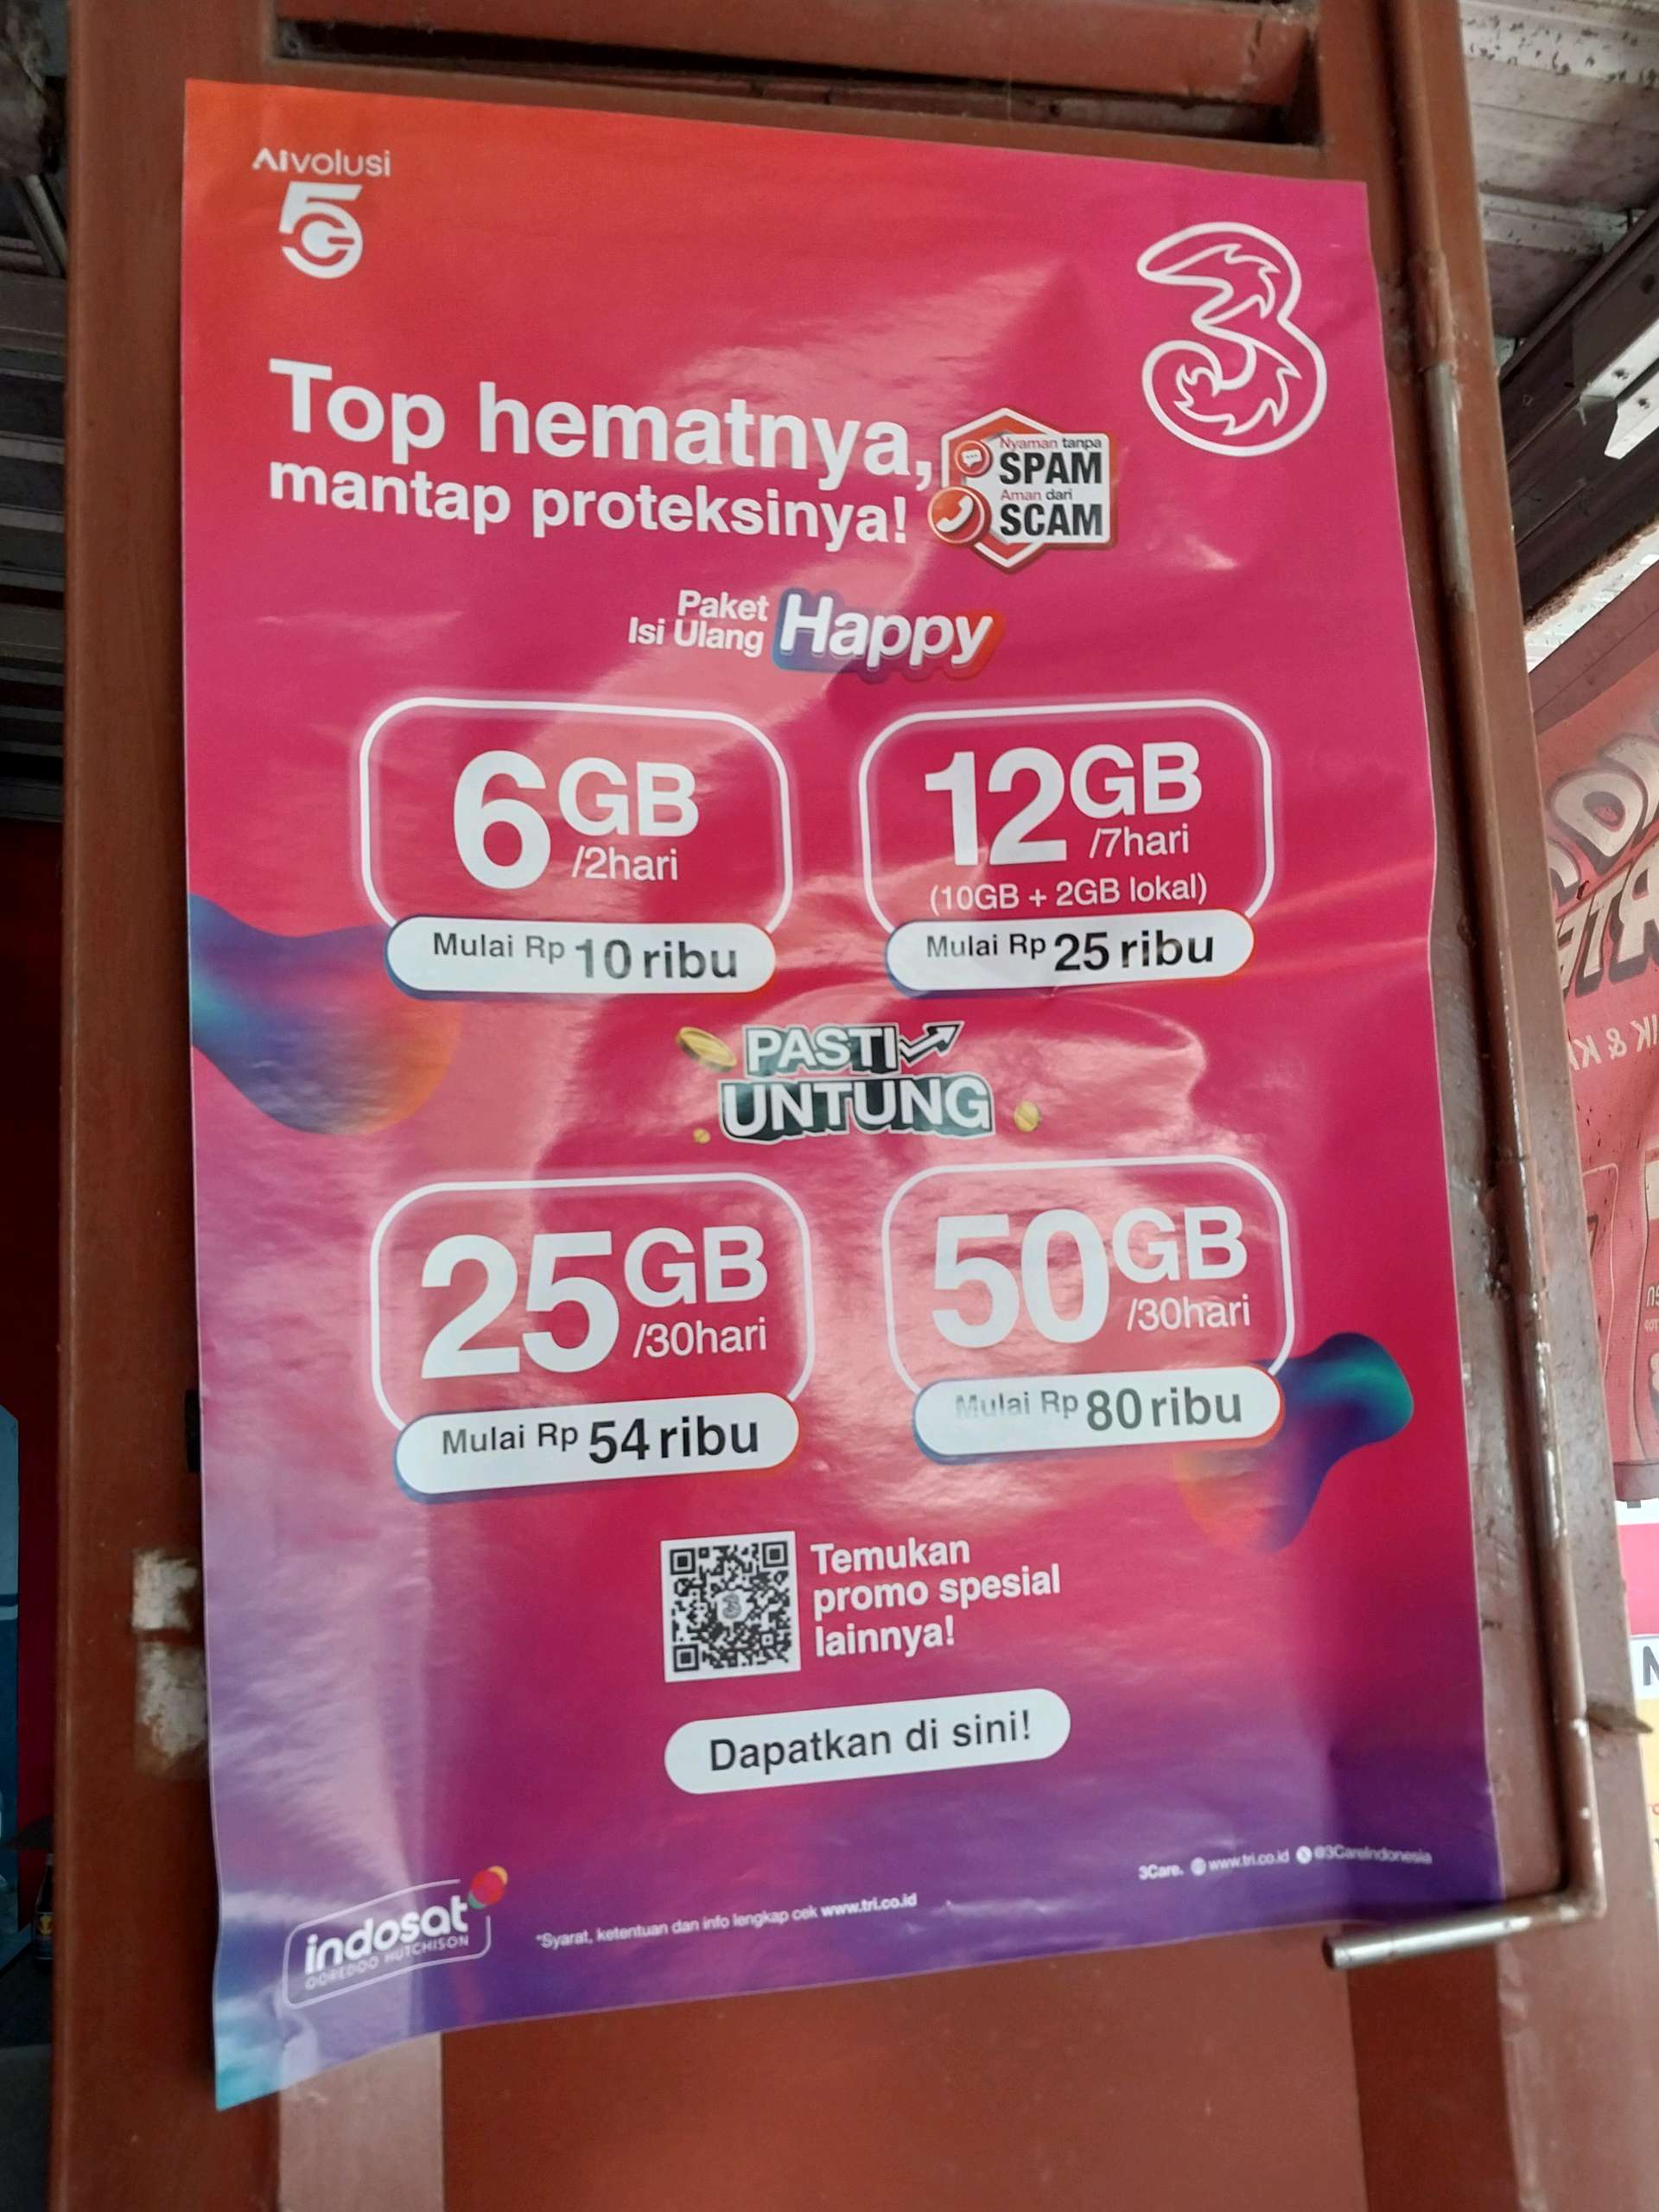 AIvolusi
5G
3
Top hematnya,
mantap proteksinya!
Nyaman tanpa
SPAM
Aman dari
SCAM
Paket
Isi Ulang
Happy
6GB
/2hari
Mulai Rp 10 ribu
12GB
/7hari
(10GB + 2GB lokal)
Mulai Rp 25 ribu
PASTI
UNTUNG
25GB
/30hari
Mulai Rp 54 ribu
50GB
/30hari
Mulai Rp 80 ribu
Temukan
promo spesial
lainnya!
Dapatkan di sini!
indosat
OOREDOO HUTCHISON
*Syarat, ketentuan dan info lengkap cek www.tri.co.id
3Care. www.tri.co.id @3CareIndonesia